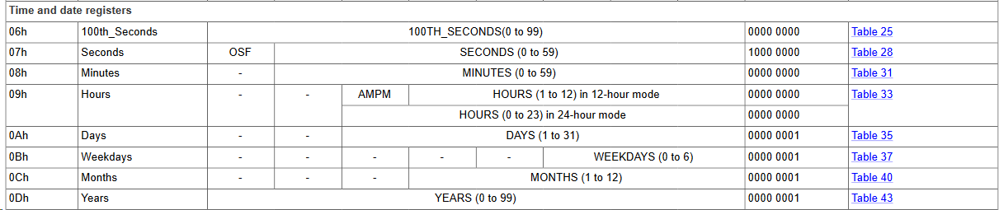 Time and date registers
06h 100th_Seconds 100TH_SECONDS(0 to 99) 0000 0000 Table 25
07h Seconds OSF SECONDS (0 to 59) 1000 0000 Table 28
08h Minutes - MINUTES (0 to 59) 0000 0000 Table 31
09h Hours - - AMPM HOURS (1 to 12) in 12-hour mode 0000 0000 Table 33
HOURS (0 to 23) in 24-hour mode 0000 0000
0Ah Days - - DAYS (1 to 31) 0000 0001 Table 35
0Bh Weekdays - - - - - WEEKDAYS (0 to 6) 0000 0001 Table 37
0Ch Months - - - MONTHS (1 to 12) 0000 0001 Table 40
0Dh Years YEARS (0 to 99) 0000 0001 Table 43